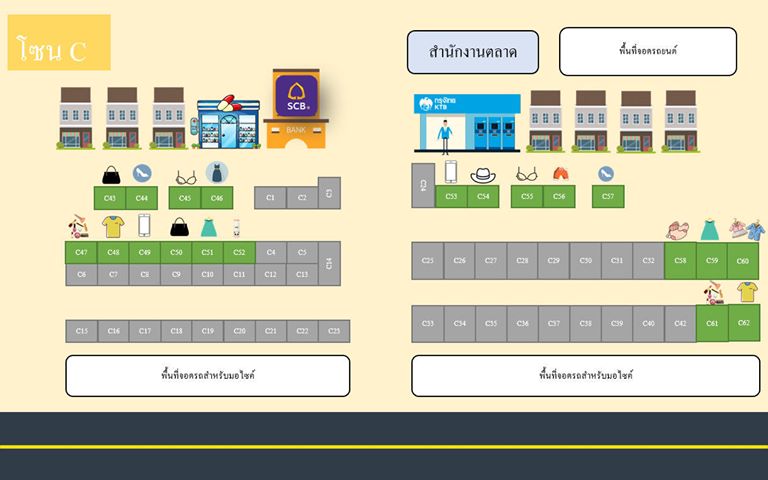 โซน C
สำนักงานตลาด
พื้นที่จอดรถยนต์
SCB
BANK
กรุงไทย
KTB
C43 C44 C45 C46 C1 C2 C3
C24 C53 C54 C55 C56 C57
C47 C48 C49 C50 C51 C52 C4 C5 C14
C6 C7 C8 C9 C10 C11 C12 C13
C25 C26 C27 C28 C29 C30 C31 C32 C58 C59 C60
C15 C16 C17 C18 C19 C20 C21 C22 C23
C33 C34 C35 C36 C37 C38 C39 C40 C42 C61 C62
พื้นที่จอดรถสำหรับมอไซค์
พื้นที่จอดรถสำหรับมอไซค์